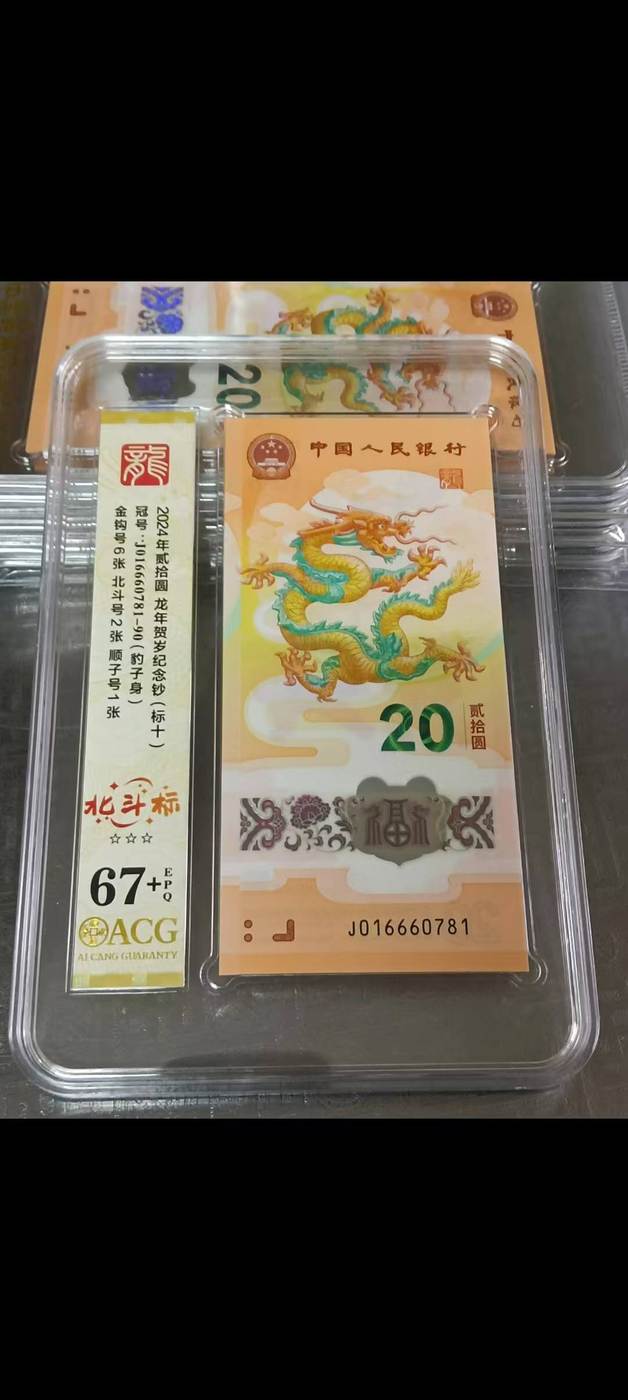 龍
2024年贰拾圆 龙年贺岁纪念钞(标十)
冠号:J016660781-90(豹子身)
金钩号6张 北斗号2张 顺子号1张
北斗标
☆☆☆
67+EPQ
ACG
AI CANG GUARANTY
中国人民银行
20
贰拾圆
福
J016660781
20